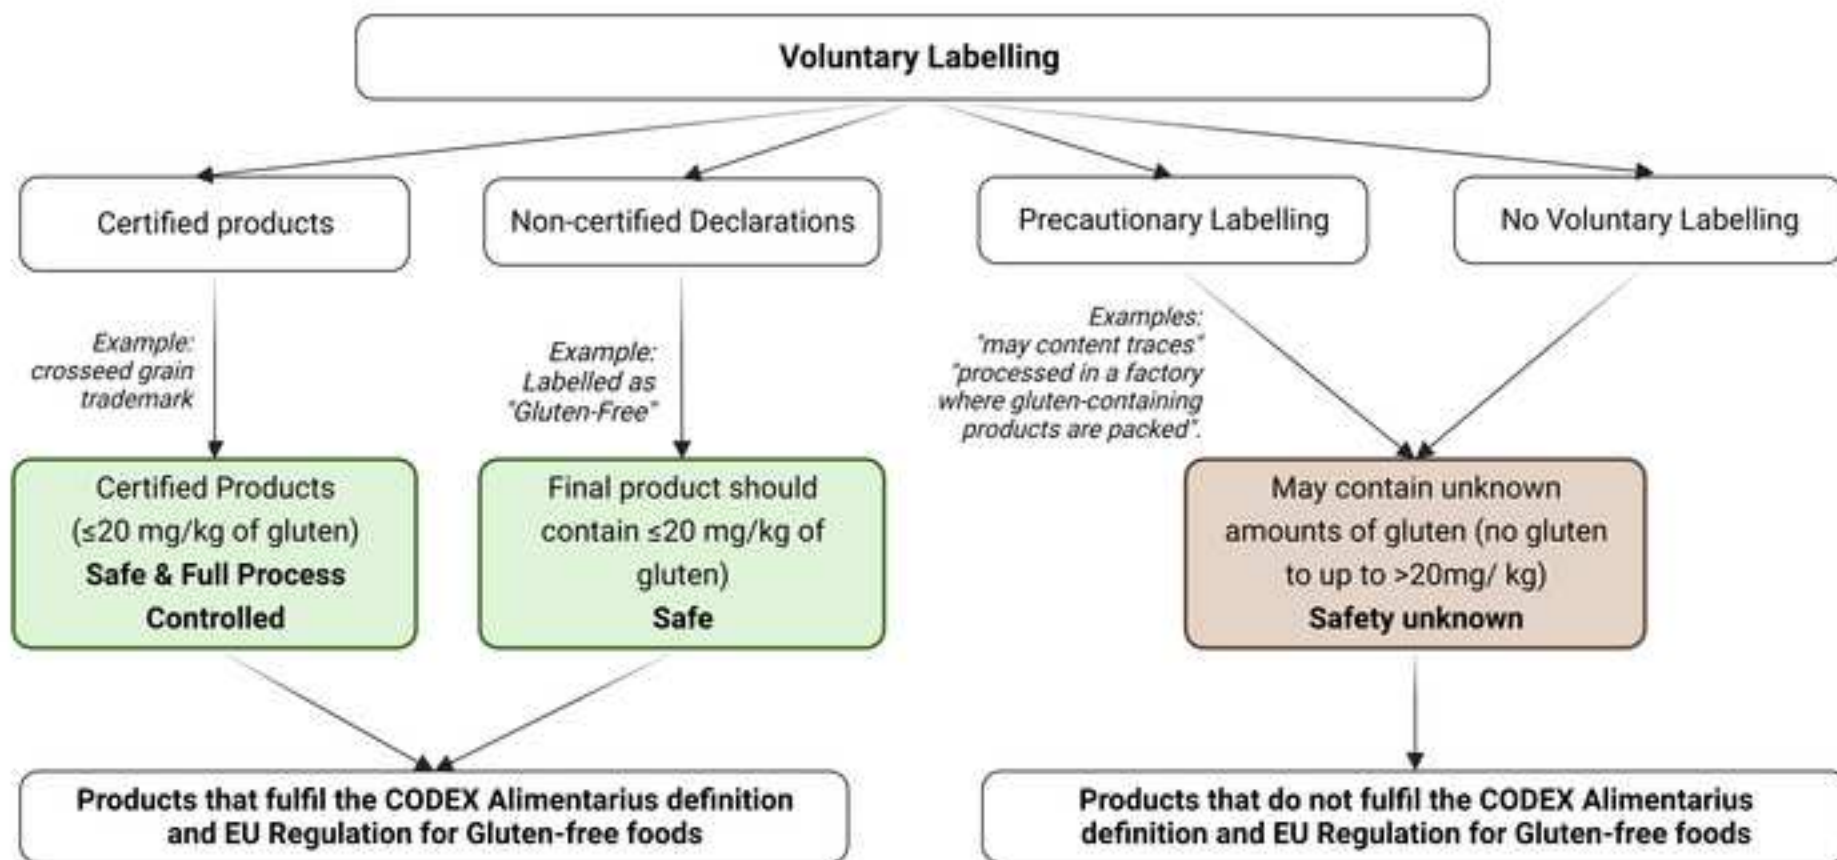 Voluntary Labelling
Certified products
Non-certified Declarations
Precautionary Labelling
No Voluntary Labelling
Example:
crosseed grain
trademark
Example:
Labelled as
"Gluten-Free"
Examples:
"may content traces"
"processed in a factory
where gluten-containing
products are packed".
Certified Products
(≤20 mg/kg of gluten)
Safe & Full Process
Controlled
Final product should
contain ≤20 mg/kg of
gluten)
Safe
May contain unknown
amounts of gluten (no gluten
to up to >20mg/ kg)
Safety unknown
Products that fulfil the CODEX Alimentarius definition
and EU Regulation for Gluten-free foods
Products that do not fulfil the CODEX Alimentarius
definition and EU Regulation for Gluten-free foods